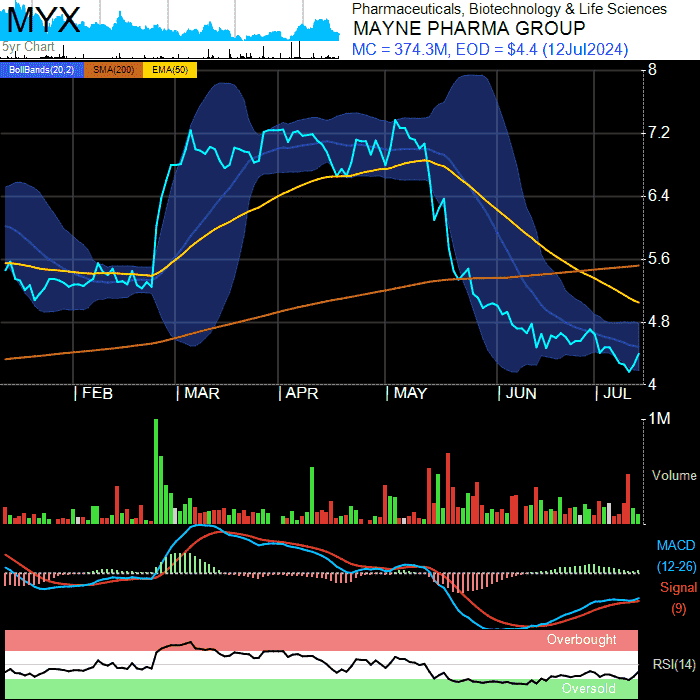 MYX
5yr Chart
Pharmaceuticals, Biotechnology & Life Sciences
MAYNE PHARMA GROUP
MC = 374.3M, EOD = $4.4 (12Jul2024)
BollBands(20,2) SMA(200) EMA(50)
8
7.2
6.4
5.6
4.8
4
FEB MAR APR MAY JUN JUL
1M
Volume
MACD
(12-26)
Signal
(9)
Overbought
RSI(14)
Oversold